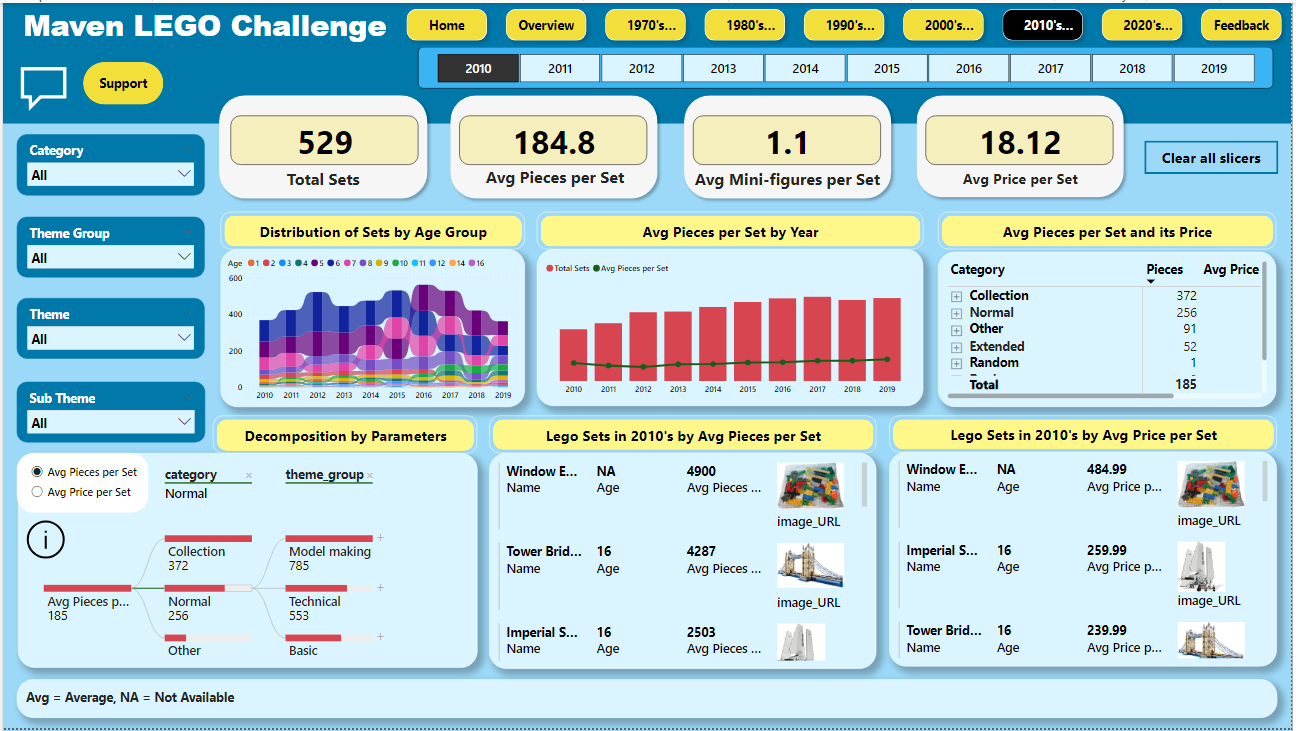 Maven LEGO Challenge
Home Overview 1970's... 1980's... 1990's... 2000's... 2010's... 2020's... Feedback
2010 2011 2012 2013 2014 2015 2016 2017 2018 2019
Support
529
Total Sets
184.8
Avg Pieces per Set
1.1
Avg Mini-figures per Set
18.12
Avg Price per Set
Clear all slicers
Category
All
Theme Group
All
Theme
All
Sub Theme
All
Distribution of Sets by Age Group
Age 1 2 3 4 5 6 7 8 9 10 11 12 14 16
600
400
200
0
2010 2011 2012 2013 2014 2015 2016 2017 2018 2019
Avg Pieces per Set by Year
Total Sets Avg Pieces per Set
2010 2011 2012 2013 2014 2015 2016 2017 2018 2019
Avg Pieces per Set and its Price
Category Pieces Avg Price
Collection 372
Normal 256
Other 91
Extended 52
Random 1
Total 185
Decomposition by Parameters
Avg Pieces per Set
Avg Price per Set
category theme_group
Normal
i
Collection
372
Model making
785
Avg Pieces p...
185
Normal
256
Technical
553
Other
Basic
Lego Sets in 2010's by Avg Pieces per Set
Window E... NA 4900
Name Age Avg Pieces ...
image_URL
Tower Brid... 16 4287
Name Age Avg Pieces ...
image_URL
Imperial S... 16 2503
Name Age Avg Pieces ...
Lego Sets in 2010's by Avg Price per Set
Window E... NA 484.99
Name Age Avg Price p...
image_URL
Imperial S... 16 259.99
Name Age Avg Price p...
image_URL
Tower Brid... 16 239.99
Name Age Avg Price p...
Avg = Average, NA = Not Available